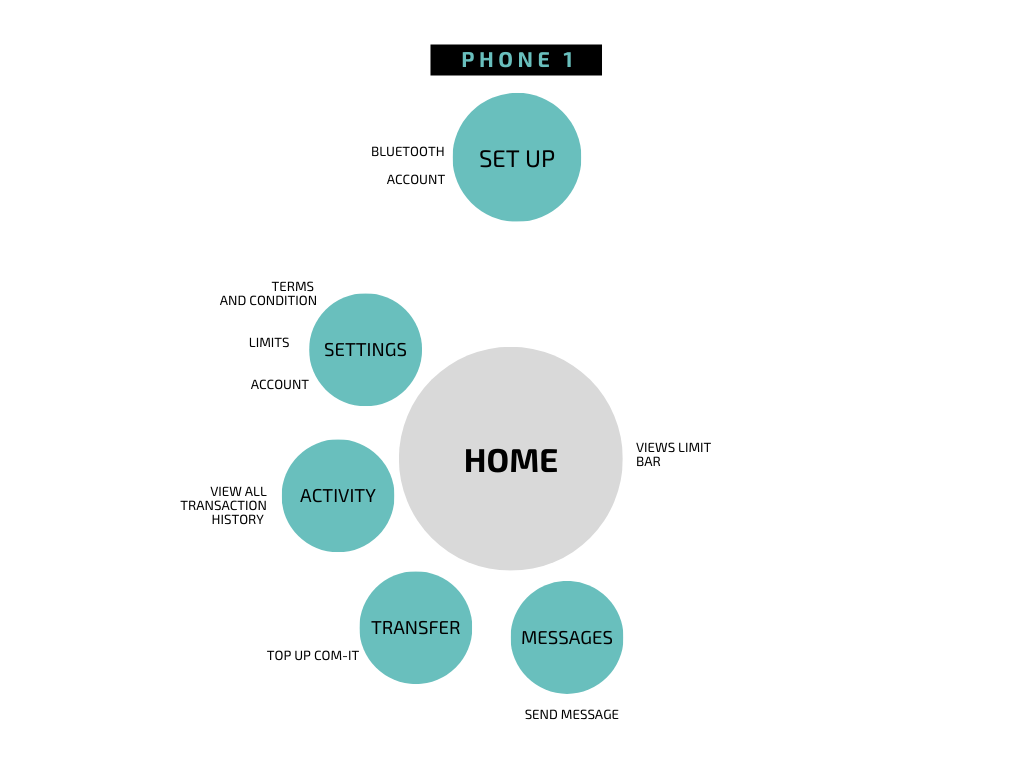 PHONE 1
BLUETOOTH
SET UP
ACCOUNT
TERMS
AND CONDITION
LIMITS
SETTINGS
ACCOUNT
HOME
VIEWS LIMIT
BAR
VIEW ALL
TRANSACTION
HISTORY
ACTIVITY
TRANSFER
TOP UP COM-IT
MESSAGES
SEND MESSAGE